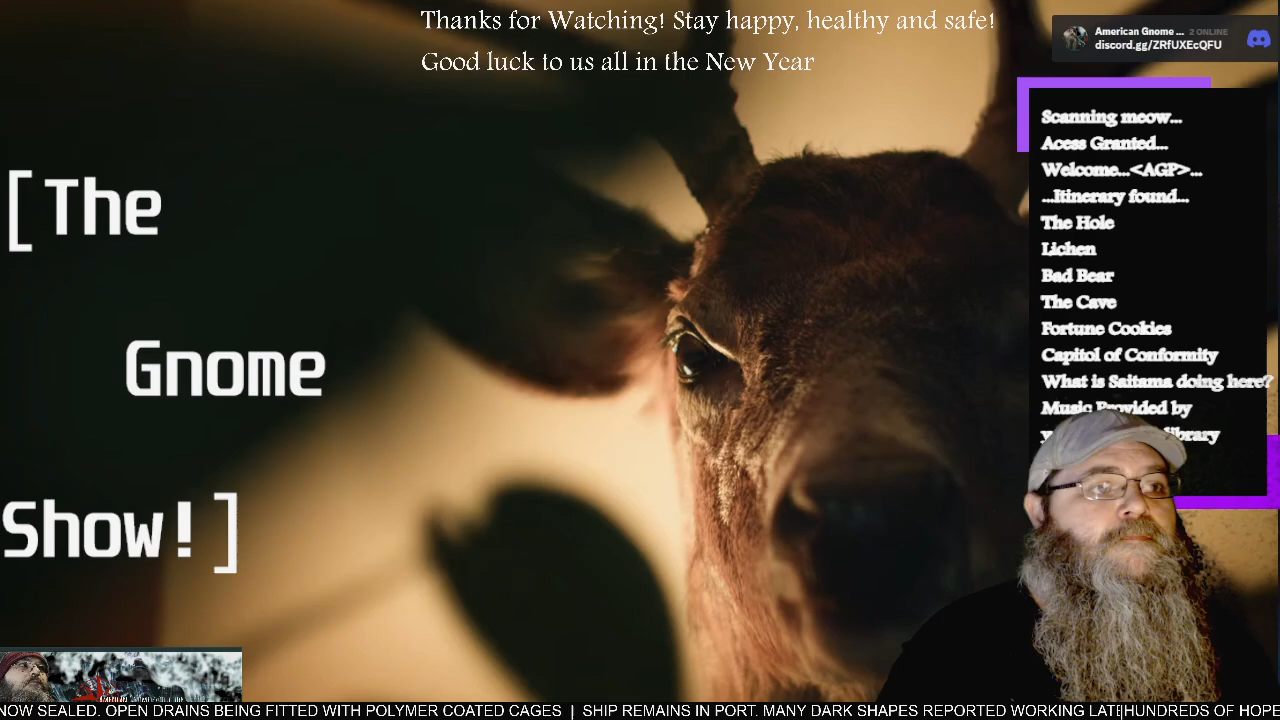 Thanks for Watching! Stay happy, healthy and safe!
Good luck to us all in the New Year
American Gnome ... 2 ONLINE
discord.gg/ZRfUXEcQFU
[The
Gnome
Show!]
Scanning meow...
Acess Granted...
Welcome...<AGP>...
...Itinerary found...
The Hole
Lichen
Bad Bear
The Cave
Fortune Cookies
Capitol of Conformity
What is Saitama doing here?
Music Provided by
NOW SEALED. OPEN DRAINS BEING FITTED WITH POLYMER COATED CAGES | SHIP REMAINS IN PORT. MANY DARK SHAPES REPORTED WORKING LAT|HUNDREDS OF HOPE